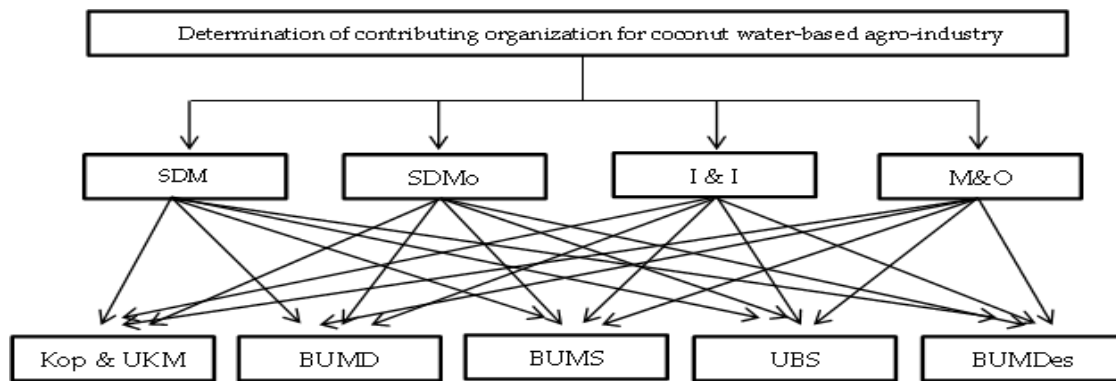 Determination of contributing organization for coconut water-based agro-industry
SDM
SDMo
I & I
M&O
Kop & UKM
BUMD
BUMS
UBS
BUMDes